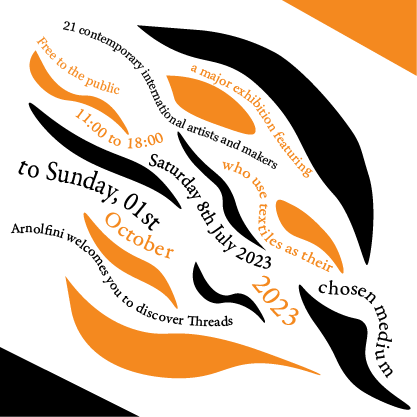 21 contemporary international artists and makers
a major exhibition featuring
Free to the public
11:00 to 18:00
Saturday 8th July 2023
who use textiles as their
to Sunday, 01st
October
Arnolfini welcomes you to discover Threads
2023
chosen medium